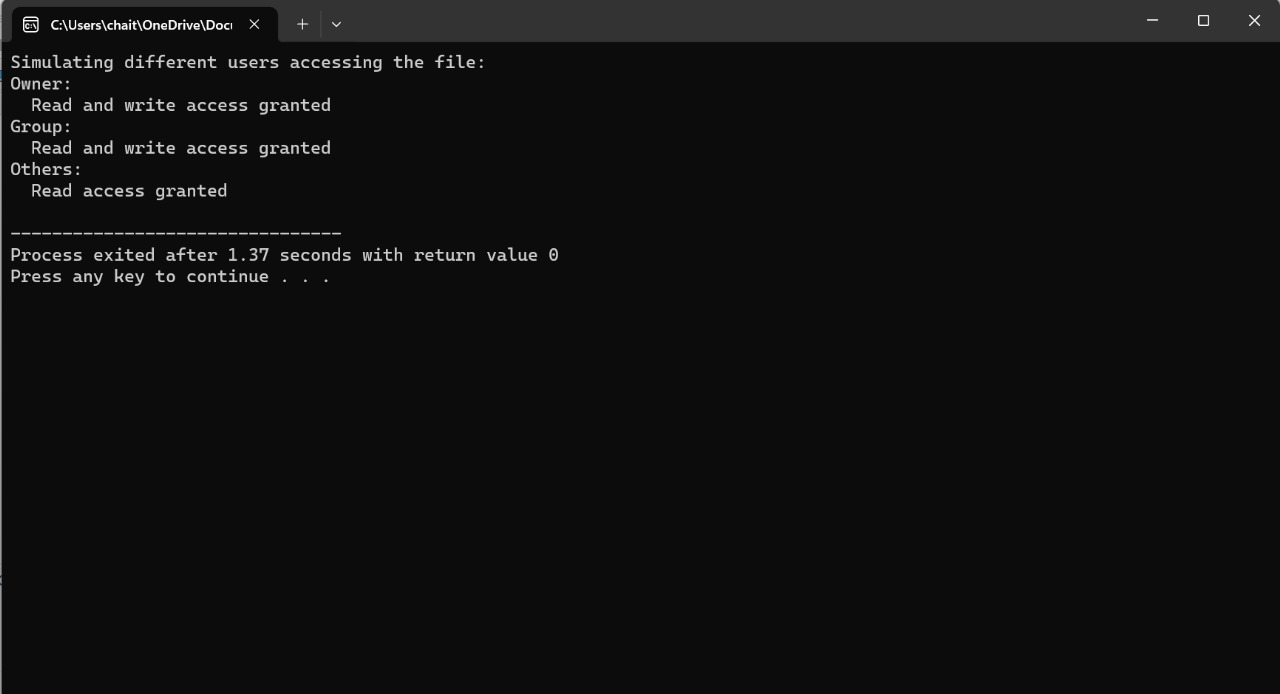 C:\Users\chait\OneDrive\Docu
Simulating different users accessing the file:
Owner:
  Read and write access granted
Group:
  Read and write access granted
Others:
  Read access granted
--------------------------------
Process exited after 1.37 seconds with return value 0
Press any key to continue . . .